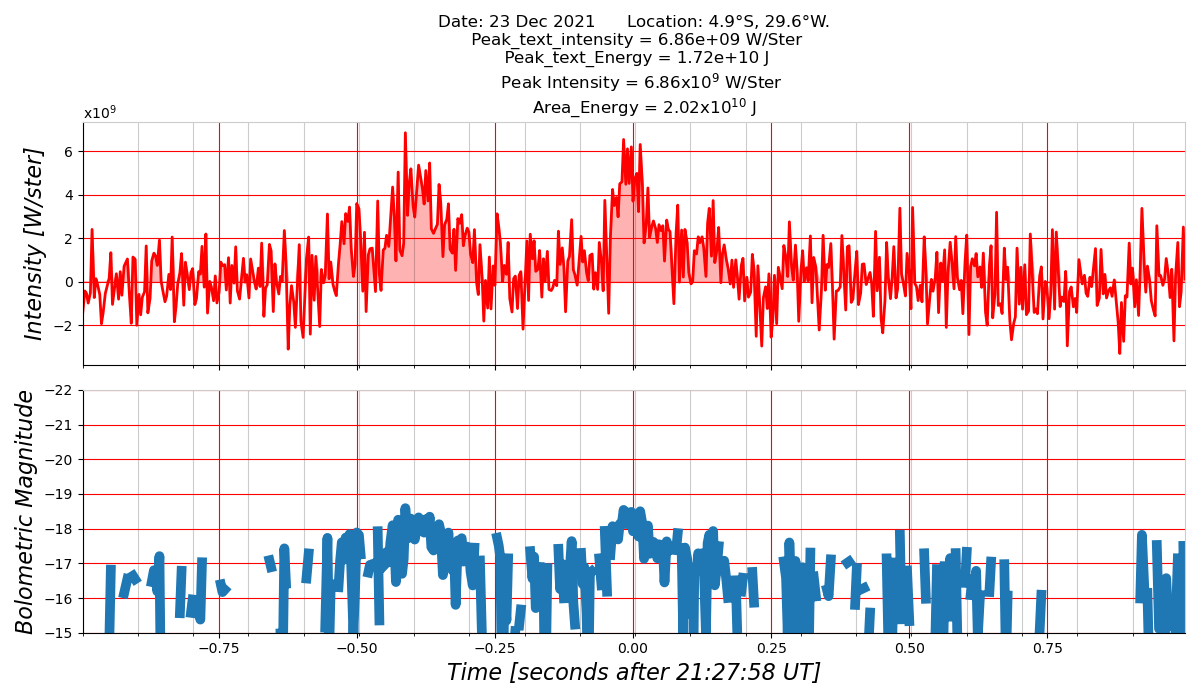 Date: 23 Dec 2021      Location: 4.9°S, 29.6°W.
Peak_text_intensity = 6.86e+09 W/Ster
Peak_text_Energy = 1.72e+10 J
Peak Intensity = 6.86x10⁹ W/Ster
Area_Energy = 2.02x10¹⁰ J
x10⁹
6
4
2
0
−2
Intensity [W/ster]
−22
−21
−20
−19
−18
−17
−16
−15
Bolometric Magnitude
−0.75 −0.50 −0.25 0.00 0.25 0.50 0.75
Time [seconds after 21:27:58 UT]